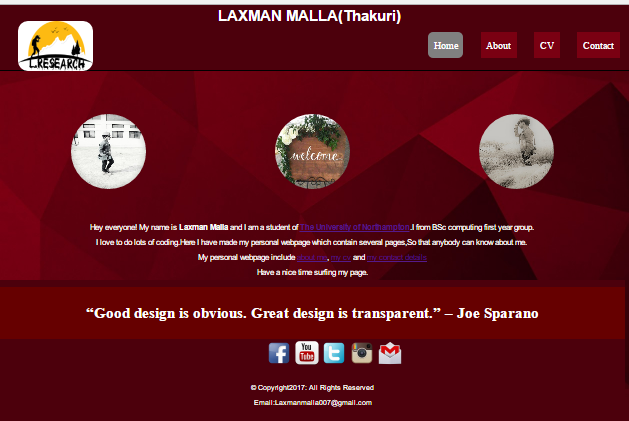 LAXMAN MALLA(Thakuri)
L.RESEARCH
Home
About
CV
Contact
welcome
Hey everyone! My name is Laxman Malla and I am a student of The University of Northampton.I from BSc computing first year group.
I love to do lots of coding.Here I have made my personal webpage which contain several pages,So that anybody can know about me.
My personal webpage include about me, my cv and my contact details
Have a nice time surfing my page.
“Good design is obvious. Great design is transparent.” – Joe Sparano
You
Tube
© Copyright2017: All Rights Reserved
Email:Laxmanmalla007@gmail.com